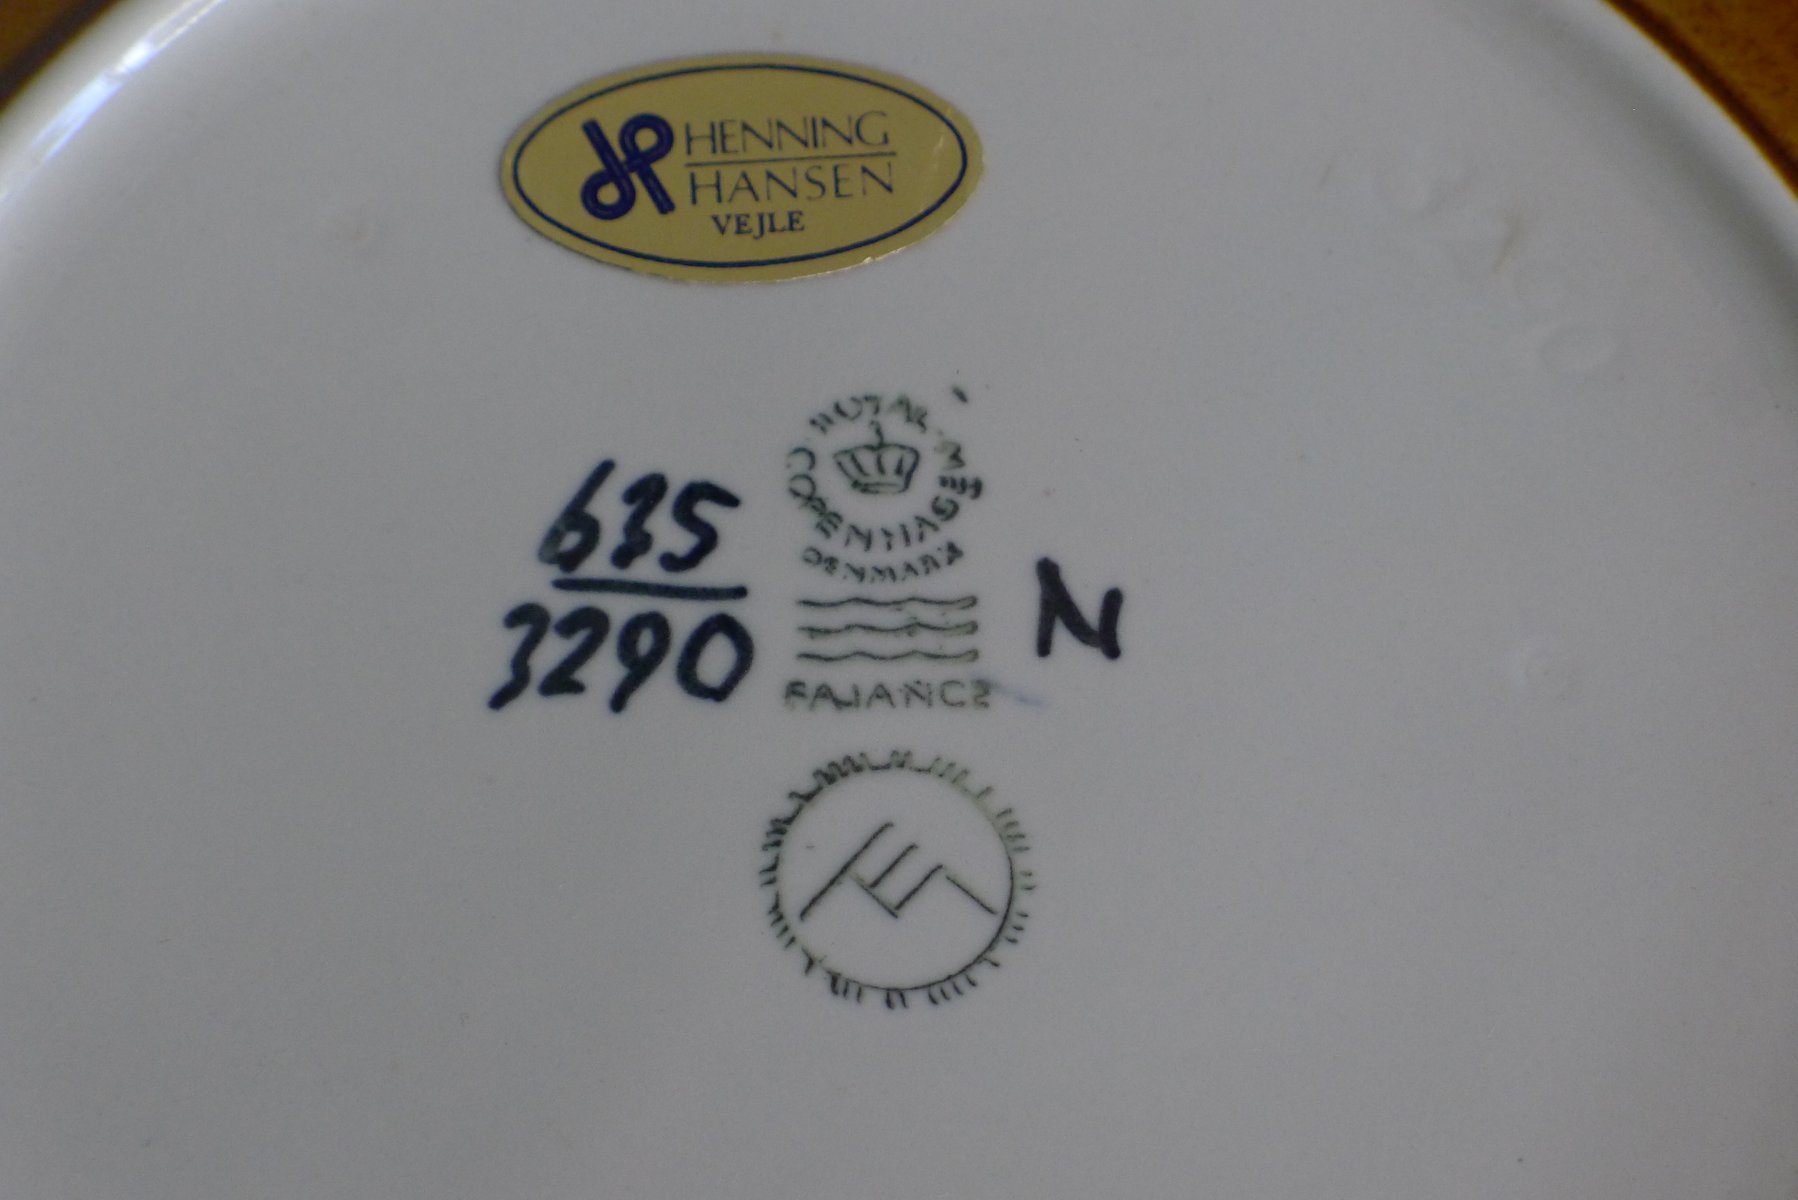 HENNING
HANSEN
VEJLE
ROYAL
COPENHAGEN
DENMARK
635
3290
N
FAJANCE